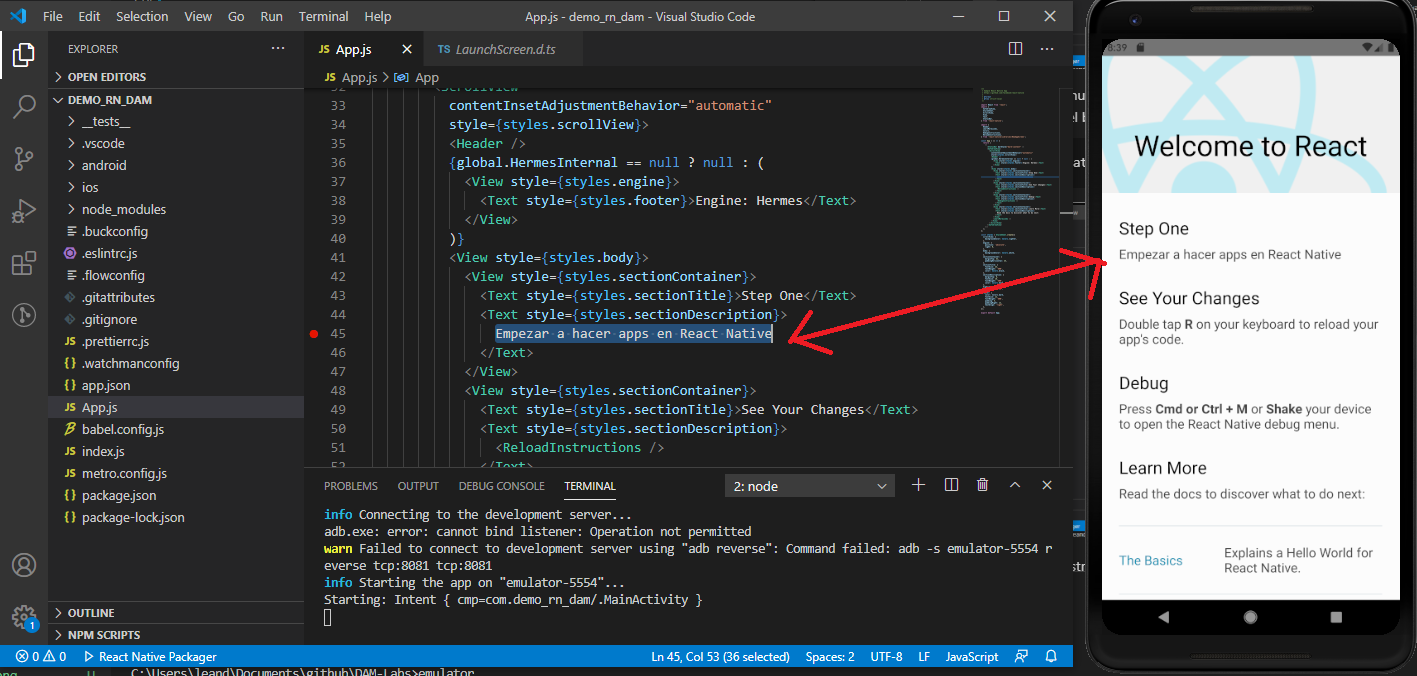 File Edit Selection View Go Run Terminal Help App.js - demo_rn_dam - Visual Studio Code
EXPLORER
OPEN EDITORS
DEMO_RN_DAM
__tests__
.vscode
android
ios
node_modules
.buckconfig
.eslintrc.js
.flowconfig
.gitattributes
.gitignore
JS .prettierrc.js
{} .watchmanconfig
{} app.json
JS App.js
babel.config.js
JS index.js
JS metro.config.js
{} package.json
{} package-lock.json
OUTLINE
NPM SCRIPTS
JS App.js TS LaunchScreen.d.ts
JS App.js > App
32 <ScrollView
33 contentInsetAdjustmentBehavior="automatic"
34 style={styles.scrollView}>
35 <Header />
36 {global.HermesInternal == null ? null : (
37 <View style={styles.engine}>
38 <Text style={styles.footer}>Engine: Hermes</Text>
39 </View>
40 )}
41 <View style={styles.body}>
42 <View style={styles.sectionContainer}>
43 <Text style={styles.sectionTitle}>Step One</Text>
44 <Text style={styles.sectionDescription}>
45 Empezar a hacer apps en React Native
46 </Text>
47 </View>
48 <View style={styles.sectionContainer}>
49 <Text style={styles.sectionTitle}>See Your Changes</Text>
50 <Text style={styles.sectionDescription}>
51 <ReloadInstructions />
52 </Text>
PROBLEMS OUTPUT DEBUG CONSOLE TERMINAL 2: node
info Connecting to the development server...
adb.exe: error: cannot bind listener: Operation not permitted
warn Failed to connect to development server using "adb reverse": Command failed: adb -s emulator-5554 r
everse tcp:8081 tcp:8081
info Starting the app on "emulator-5554"...
Starting: Intent { cmp=com.demo_rn_dam/.MainActivity }
1
0 0 React Native Packager Ln 45, Col 53 (36 selected) Spaces: 2 UTF-8 LF JavaScript
C:\Users\leand\Documents\github\DAM-Labs>emulator
8:39
Welcome to React
Step One
Empezar a hacer apps en React Native
See Your Changes
Double tap R on your keyboard to reload your
app's code.
Debug
Press Cmd or Ctrl + M or Shake your device
to open the React Native debug menu.
Learn More
Read the docs to discover what to do next:
The Basics
Explains a Hello World for
React Native.